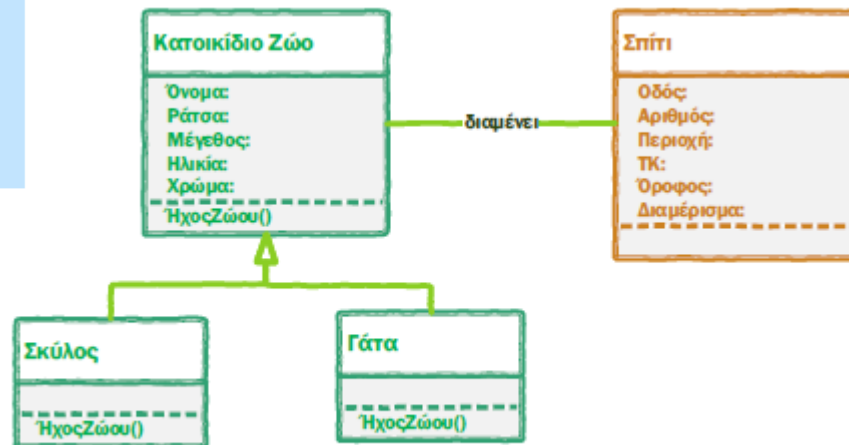 Κατοικίδιο Ζώο
Όνομα:
Ράτσα:
Μέγεθος:
Ηλικία:
Χρώμα:
ΉχοςΖώου()
διαμένει
Σπίτι
Οδός:
Αριθμός:
Περιοχή:
ΤΚ:
Όροφος:
Διαμέρισμα:
Σκύλος
ΉχοςΖώου()
Γάτα
ΉχοςΖώου()